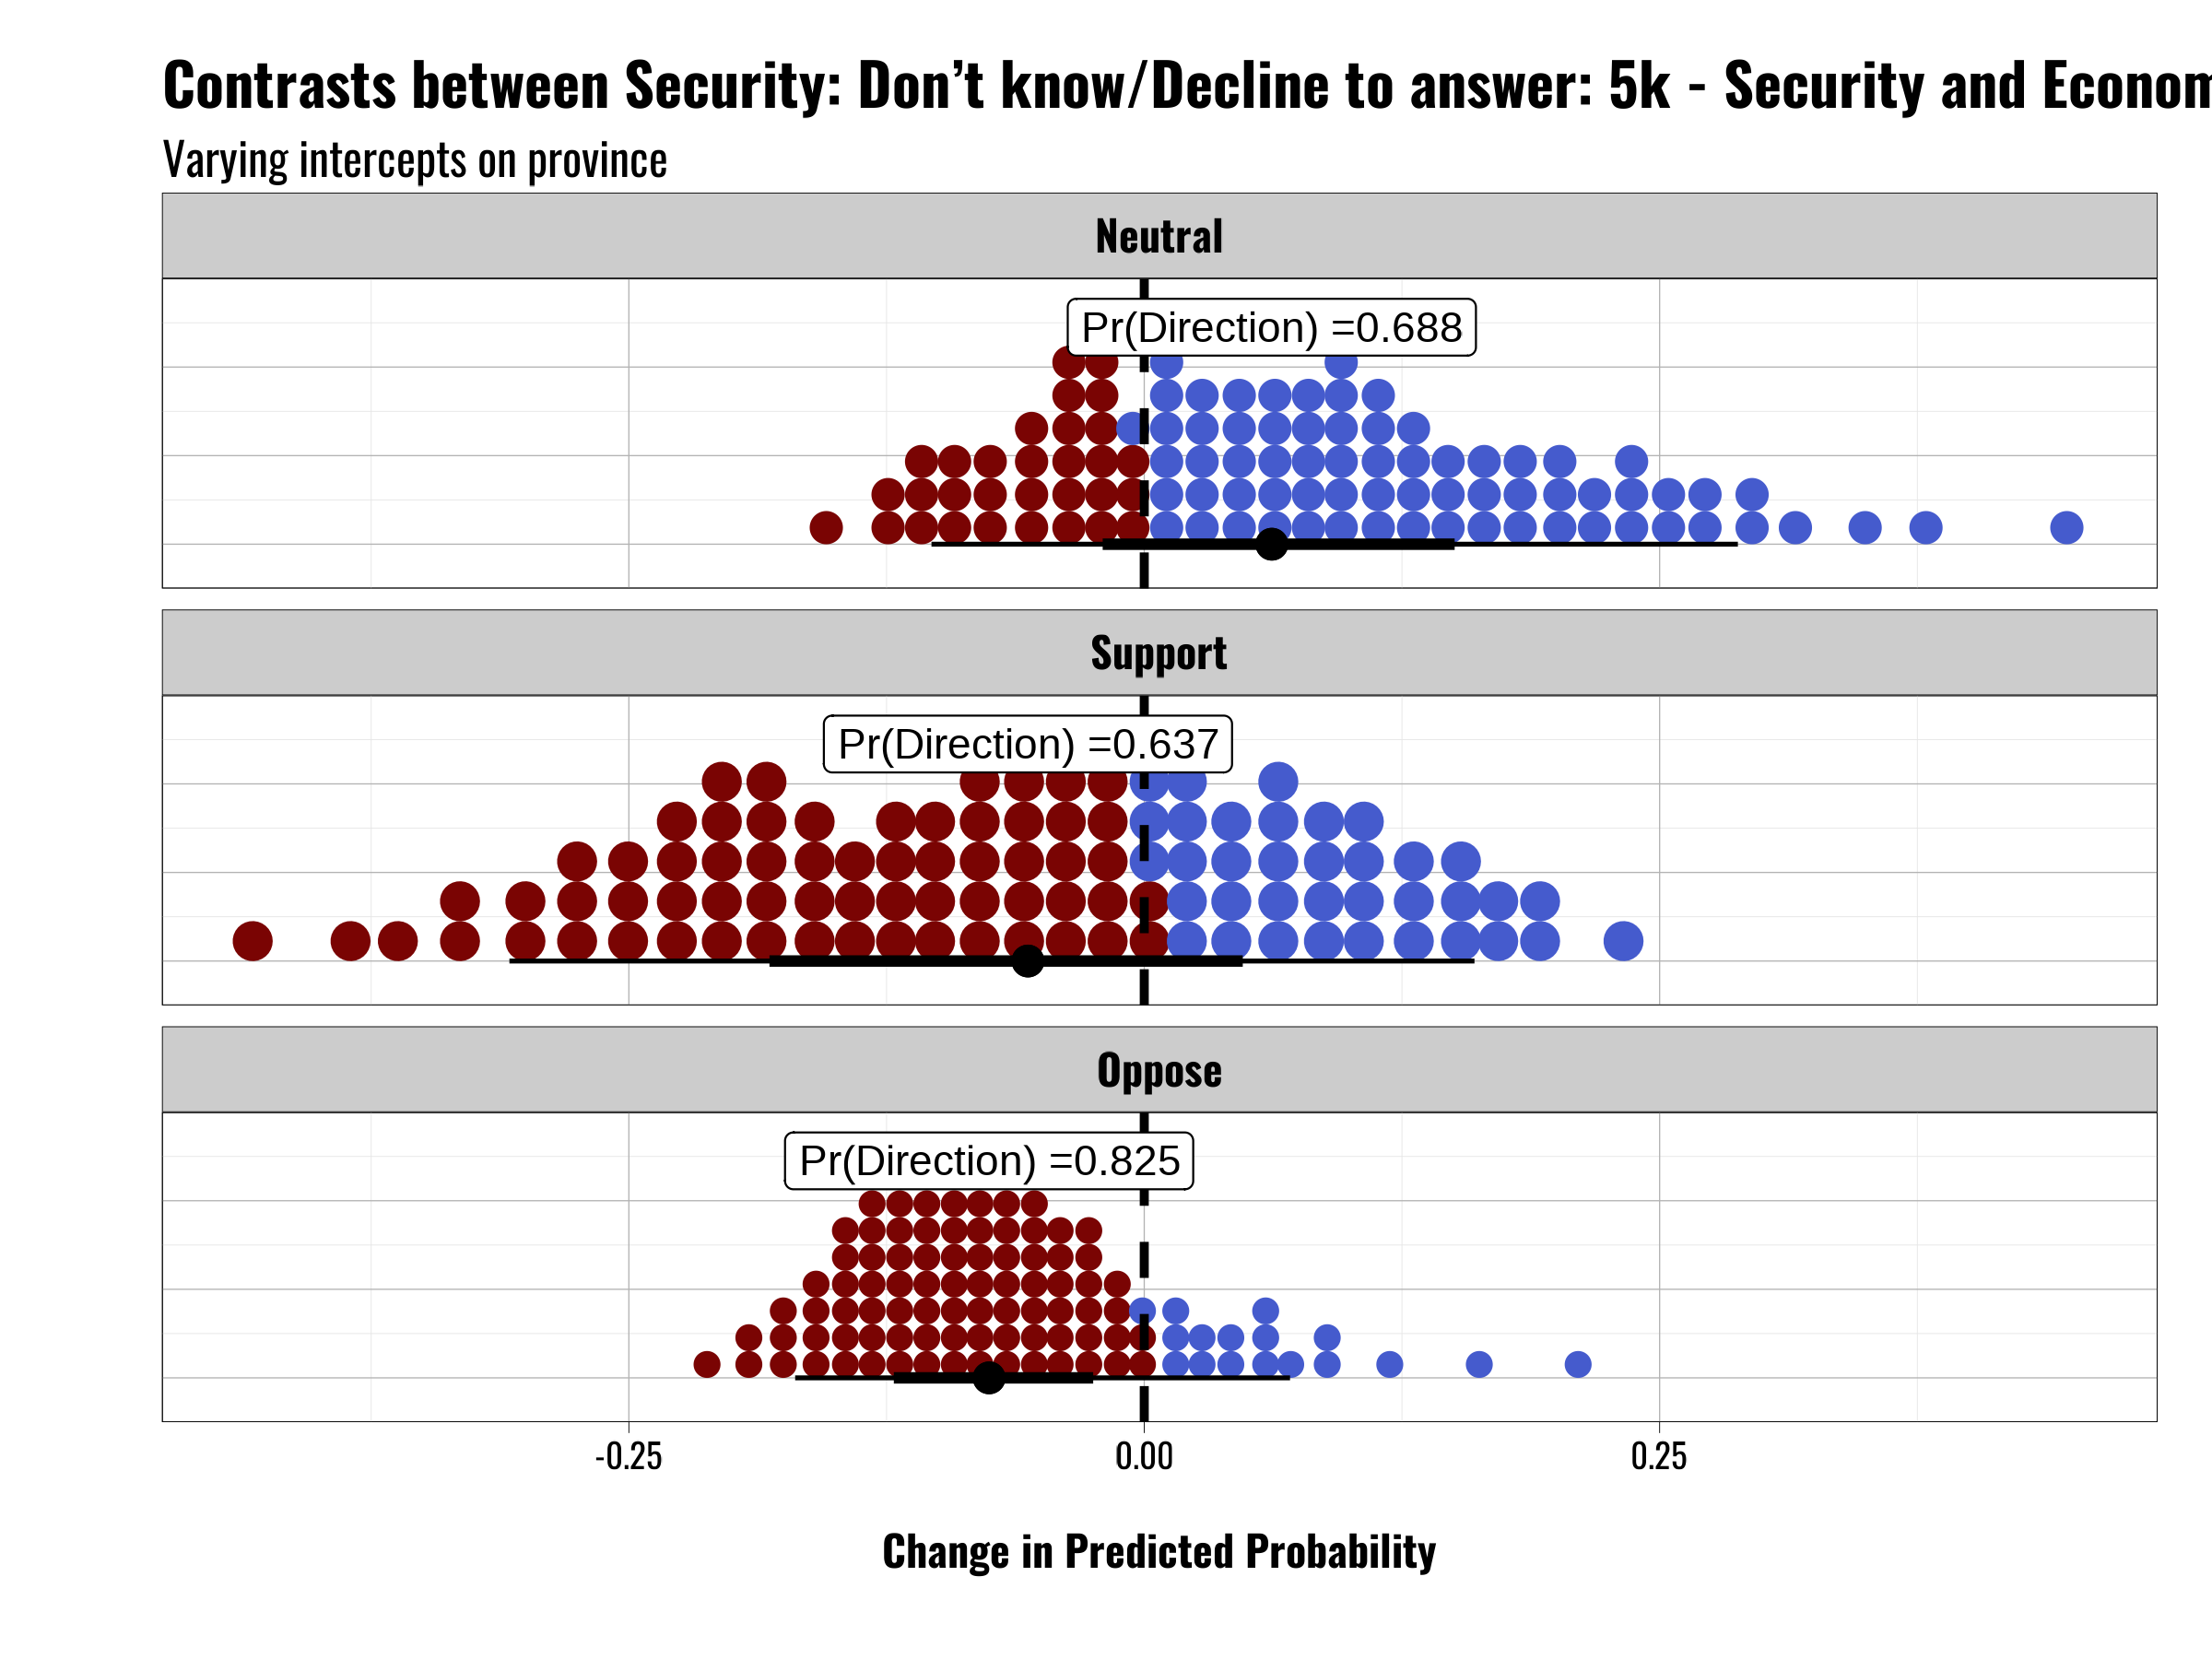 Contrasts between Security: Don’t know/Decline to answer: 5k - Security and Econom
Varying intercepts on province
Neutral
Pr(Direction) =0.688
Support
Pr(Direction) =0.637
Oppose
Pr(Direction) =0.825
-0.25 0.00 0.25
Change in Predicted Probability